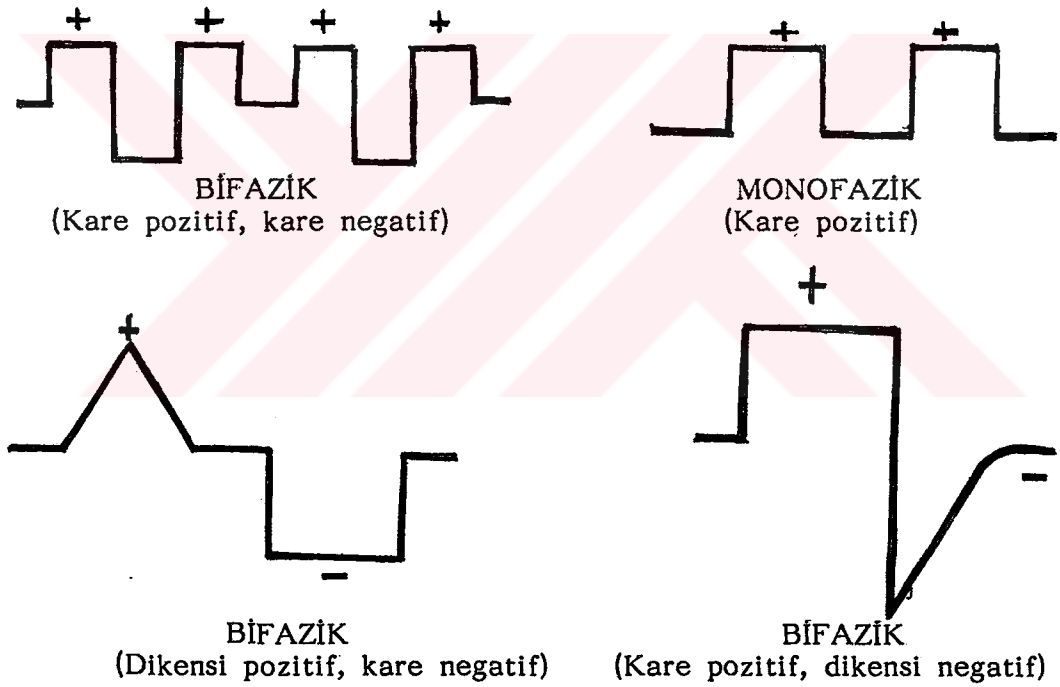 + + + +
+ +
BİFAZİK
(Kare pozitif, kare negatif)
MONOFAZİK
(Kare pozitif)
+
-
BİFAZİK
(Dikensi pozitif, kare negatif)
+
-
BİFAZİK
(Kare pozitif, dikensi negatif)